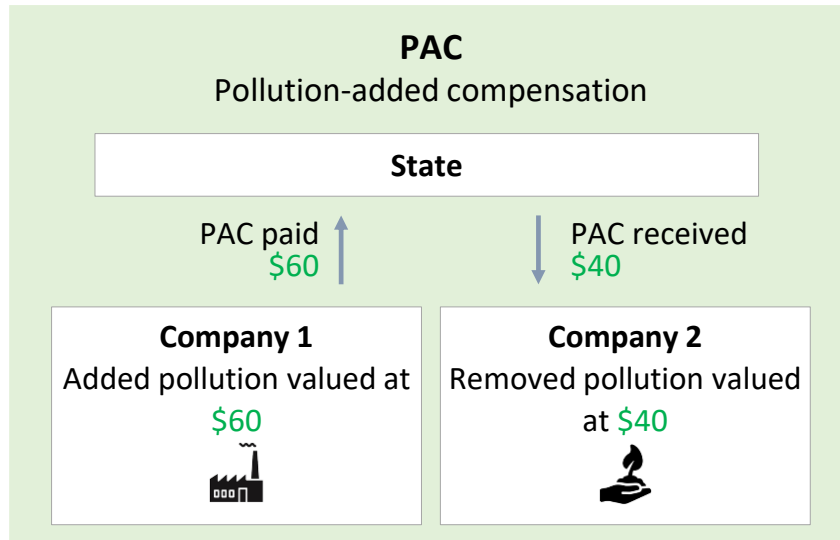 PAC
Pollution-added compensation
State
PAC paid
$60
PAC received
$40
Company 1
Added pollution valued at
$60
Company 2
Removed pollution valued
at $40